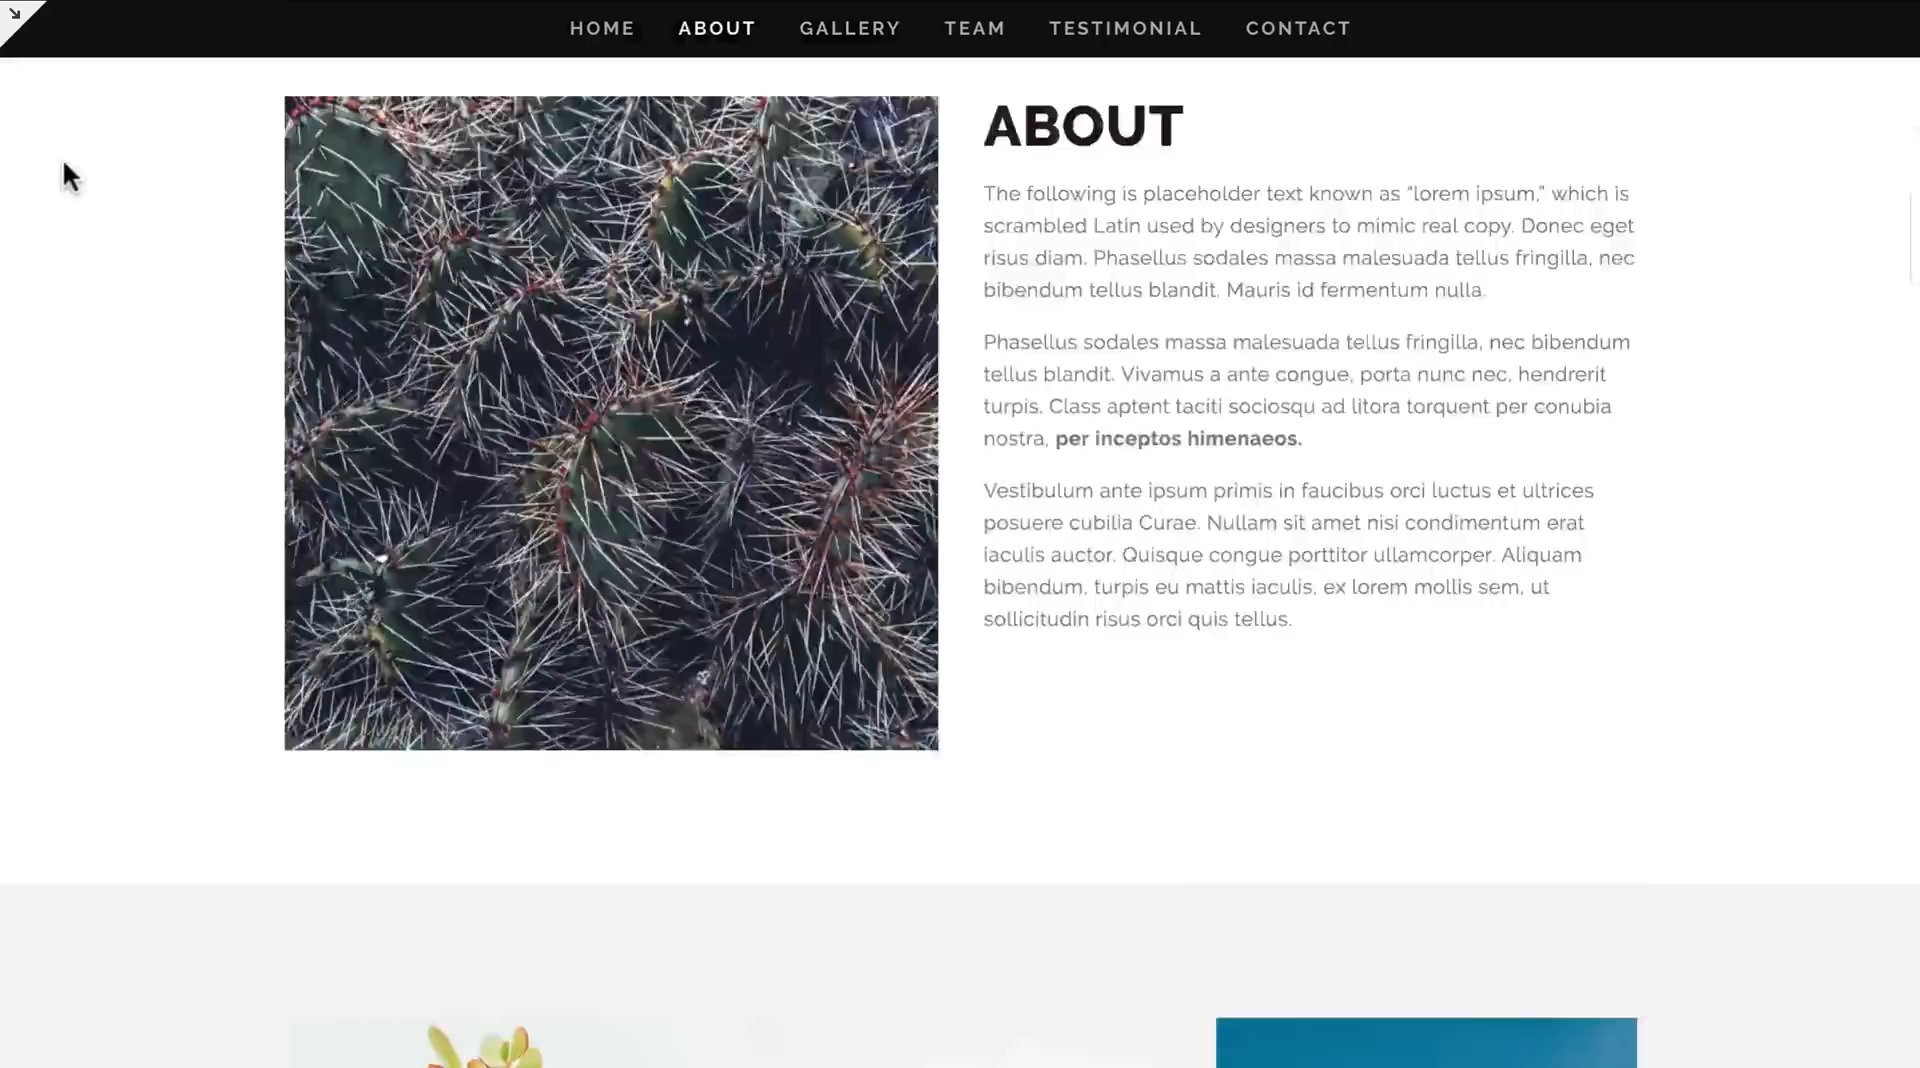 HOME ABOUT GALLERY TEAM TESTIMONIAL CONTACT
ABOUT
The following is placeholder text known as “lorem ipsum,” which is
scrambled Latin used by designers to mimic real copy. Donec eget
risus diam. Phasellus sodales massa malesuada tellus fringilla, nec
bibendum tellus blandit. Mauris id fermentum nulla.
Phasellus sodales massa malesuada tellus fringilla, nec bibendum
tellus blandit. Vivamus a ante congue, porta nunc nec, hendrerit
turpis. Class aptent taciti sociosqu ad litora torquent per conubia
nostra, per inceptos himenaeos.
Vestibulum ante ipsum primis in faucibus orci luctus et ultrices
posuere cubilia Curae. Nullam sit amet nisi condimentum erat
iaculis auctor. Quisque congue porttitor ullamcorper. Aliquam
bibendum, turpis eu mattis iaculis, ex lorem mollis sem, ut
sollicitudin risus orci quis tellus.